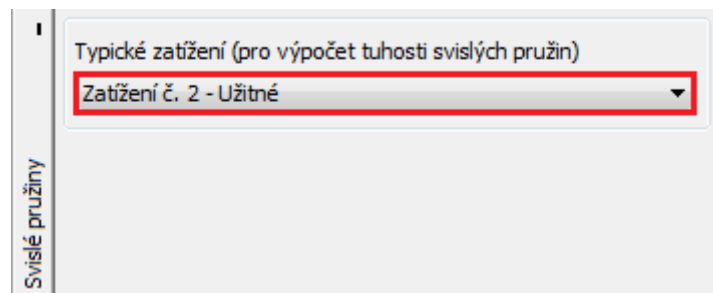 Typické zatížení (pro výpočet tuhosti svislých pružin)
Zatížení č. 2 - Užitné
Svislé pružiny